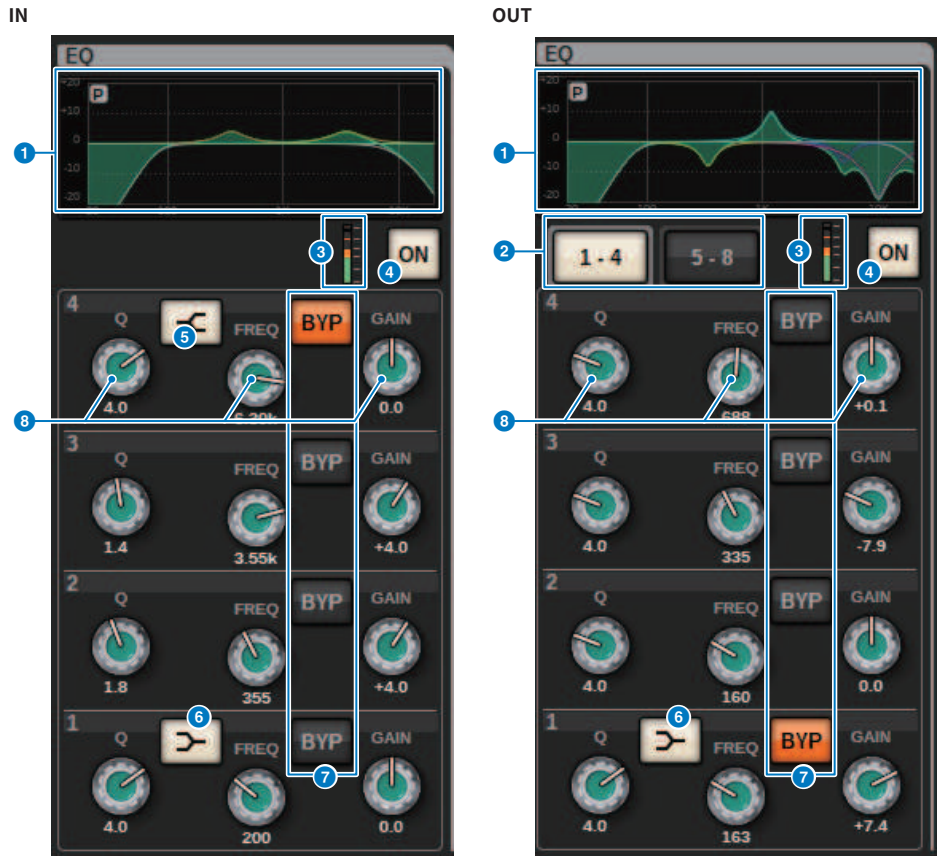 IN
OUT
EQ
EQ
+20
P
+10
0
-10
-20
+20
P
+10
0
-10
-20
1
1
2
1 - 4
5 - 8
3
ON
4
3
ON
4
4
Q
5
FREQ
BYP
GAIN
4.0
0.0
8
3
Q
FREQ
BYP
GAIN
1.4
3.55k
+4.0
2
Q
FREQ
BYP
GAIN
1.8
355
+4.0
1
Q
6
FREQ
BYP
GAIN
4.0
200
7
0.0
4
Q
FREQ
BYP
GAIN
4.0
688
+0.1
8
3
Q
FREQ
BYP
GAIN
4.0
335
-7.9
2
Q
FREQ
BYP
GAIN
4.0
160
0.0
1
Q
6
FREQ
BYP
GAIN
4.0
163
7
+7.4